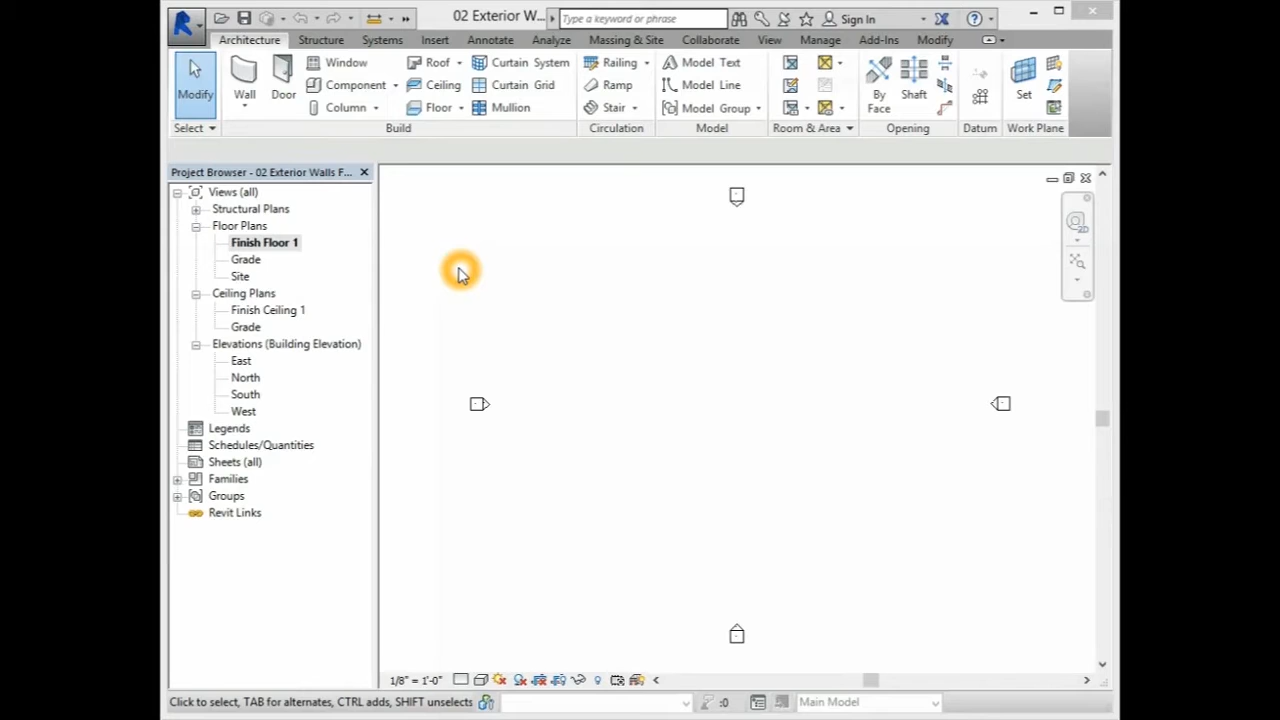 02 Exterior W...
Type a keyword or phrase
Sign In
Architecture Structure Systems Insert Annotate Analyze Massing & Site Collaborate View Manage Add-Ins Modify
Modify
Wall
Door
Window
Component
Column
Roof
Ceiling
Floor
Curtain System
Curtain Grid
Mullion
Railing
Ramp
Stair
Model Text
Model Line
Model Group
By
Face
Shaft
Set
Select Build Circulation Model Room & Area Opening Datum Work Plane
Project Browser - 02 Exterior Walls F...
Views (all)
Structural Plans
Floor Plans
Finish Floor 1
Grade
Site
Ceiling Plans
Finish Ceiling 1
Grade
Elevations (Building Elevation)
East
North
South
West
Legends
Schedules/Quantities
Sheets (all)
Families
Groups
Revit Links
2D
1/8" = 1'-0"
Click to select, TAB for alternates, CTRL adds, SHIFT unselects
:0
Main Model